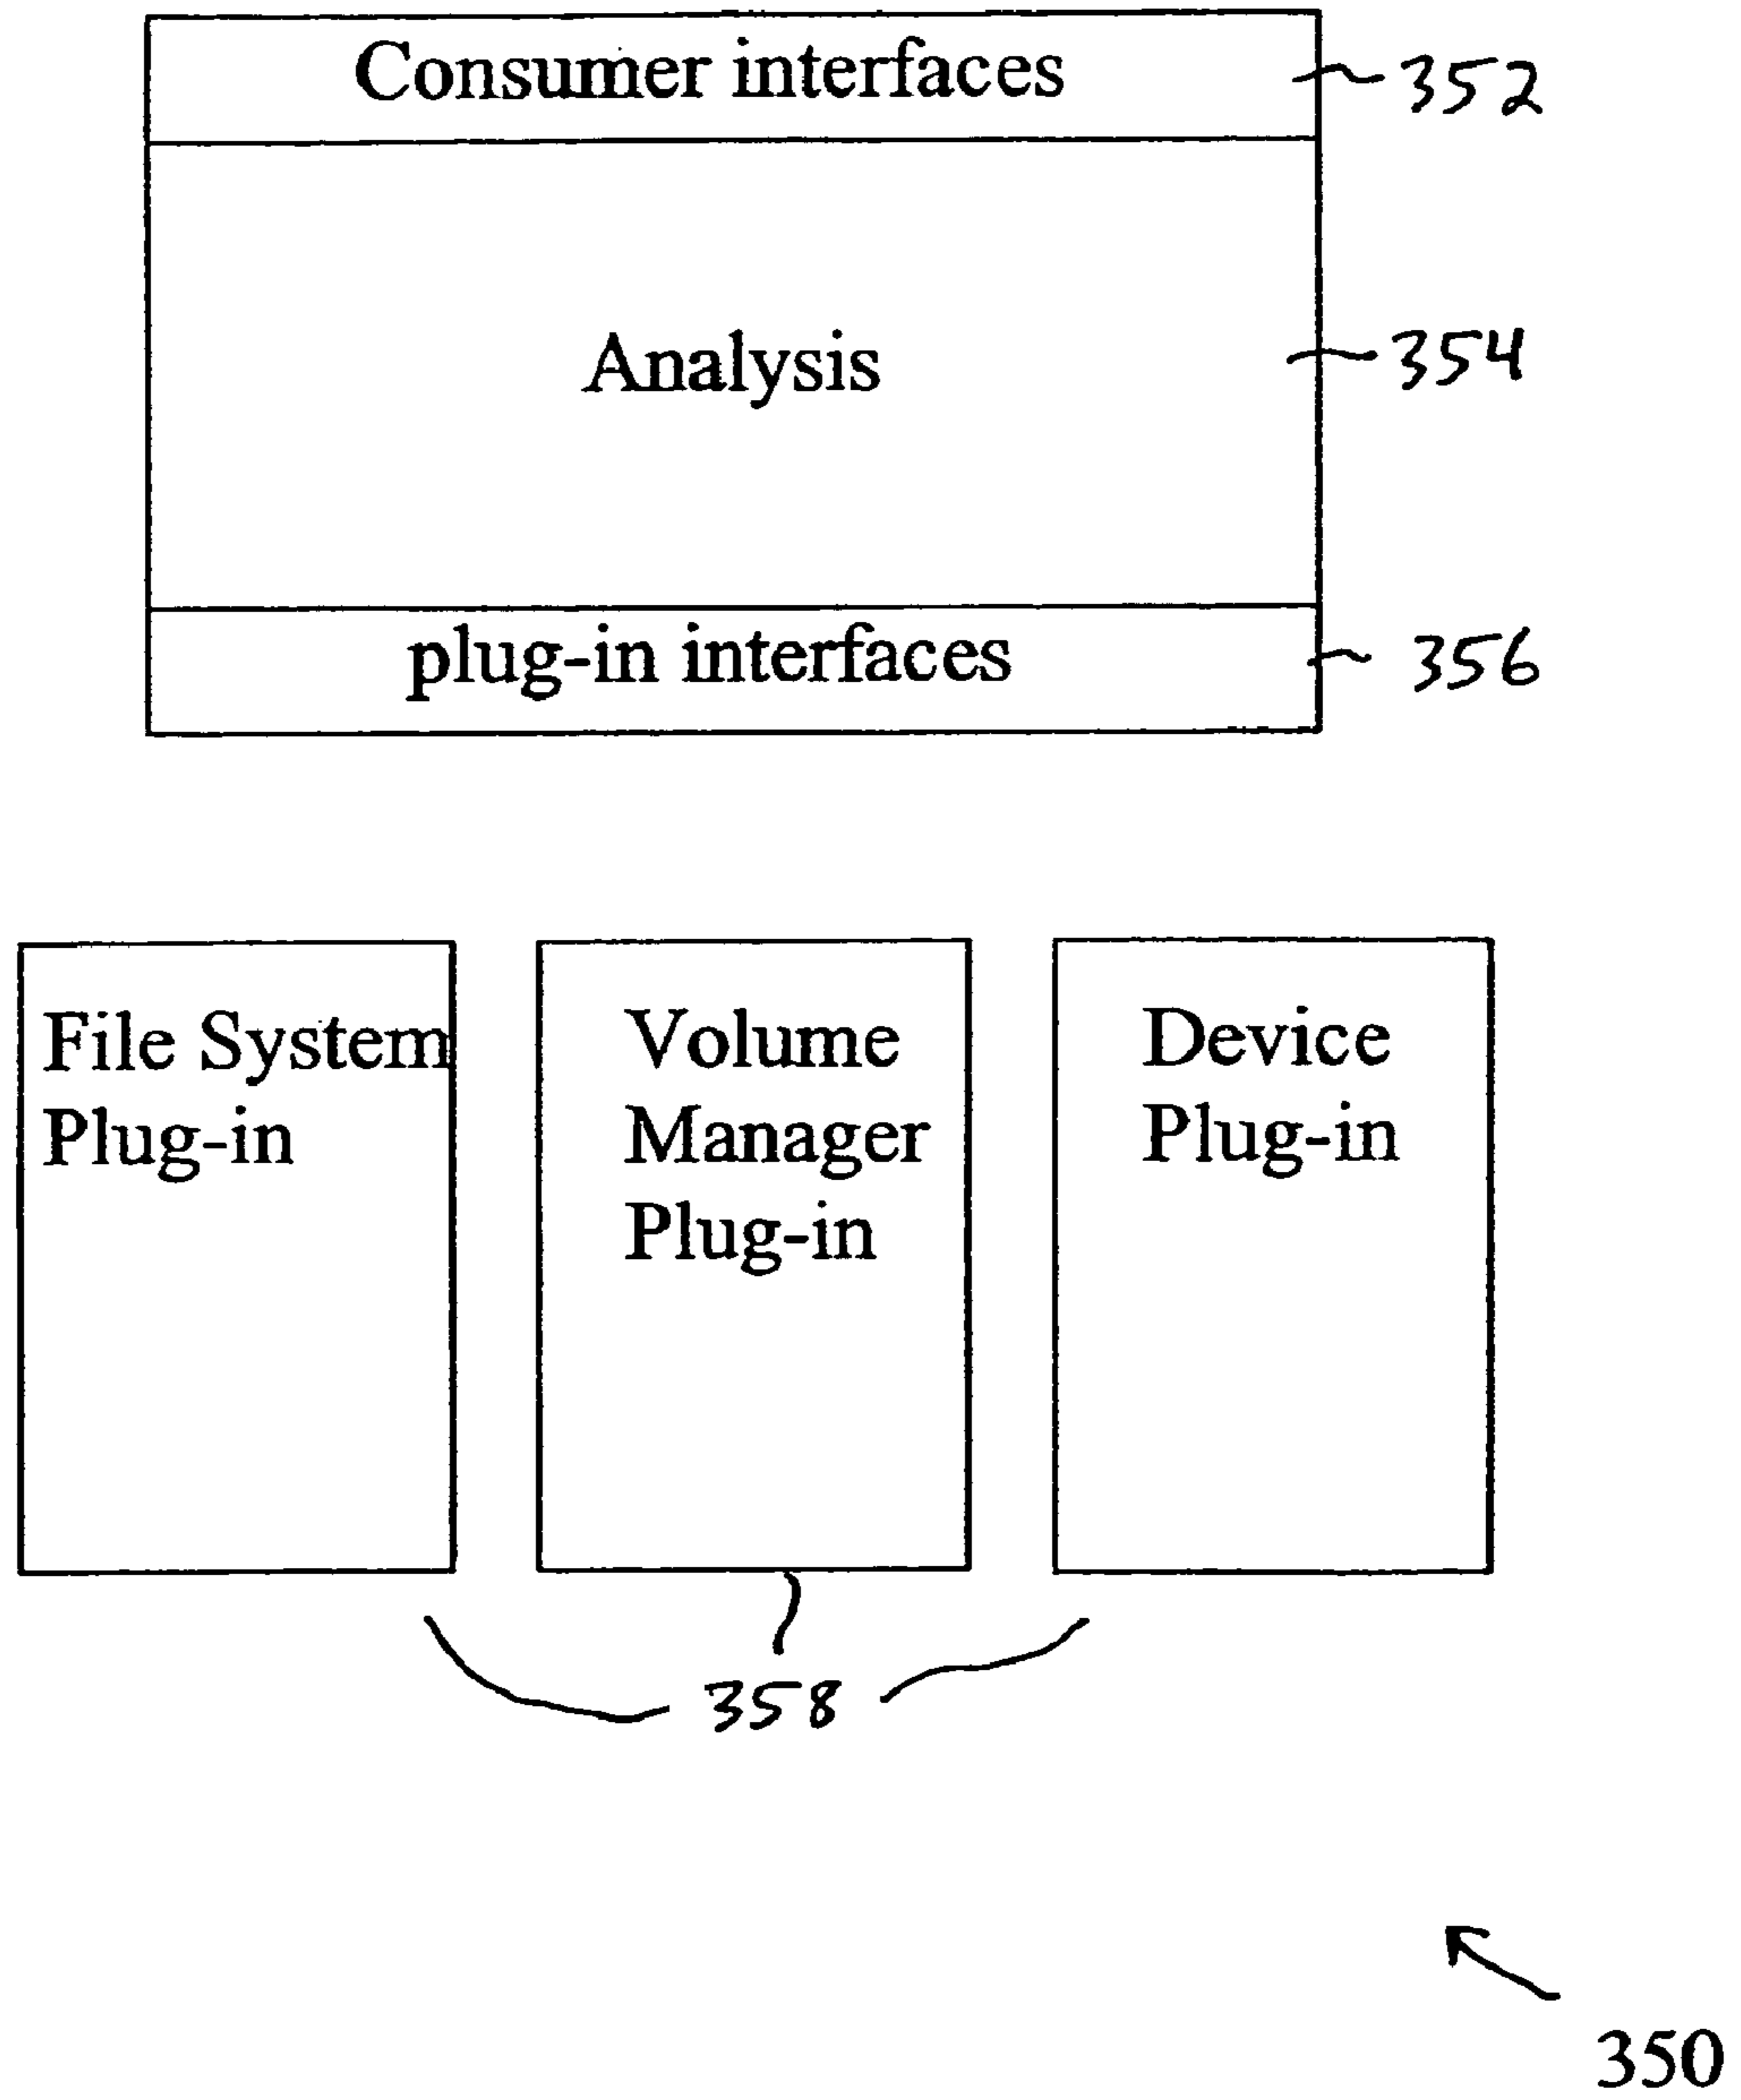 Consumer interfaces
352
Analysis
354
plug-in interfaces
356
File System
Plug-in
Volume
Manager
Plug-in
Device
Plug-in
358
350